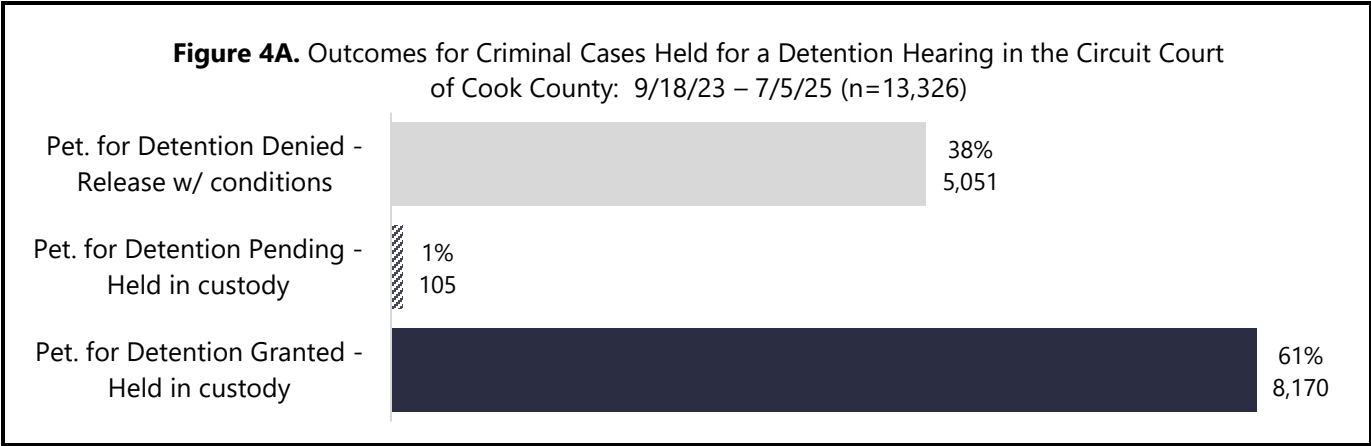 Figure 4A. Outcomes for Criminal Cases Held for a Detention Hearing in the Circuit Court
of Cook County:  9/18/23 – 7/5/25 (n=13,326)
Pet. for Detention Denied -
Release w/ conditions
38%
5,051
Pet. for Detention Pending -
Held in custody
1%
105
Pet. for Detention Granted -
Held in custody
61%
8,170